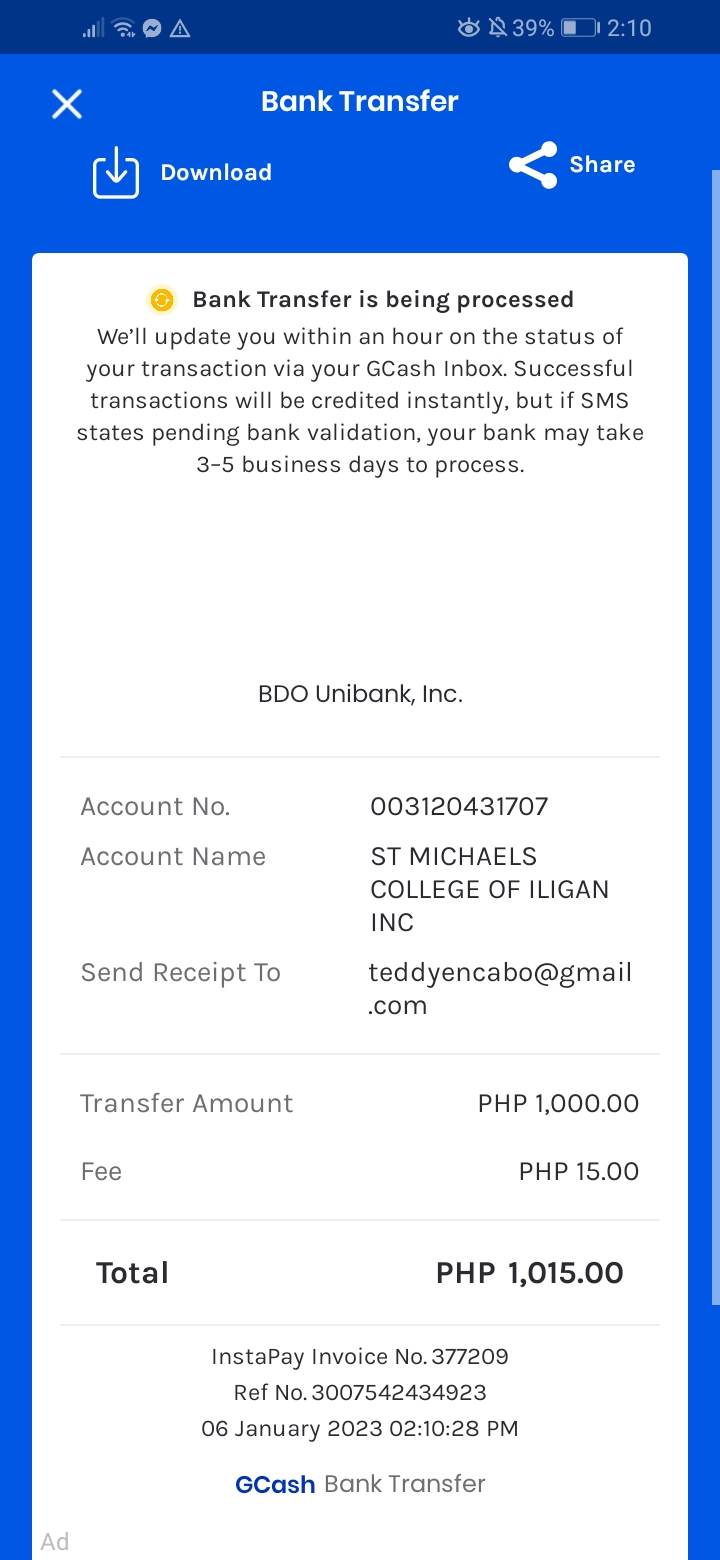 39% 2:10
Bank Transfer
Download
Share
Bank Transfer is being processed
We'll update you within an hour on the status of
your transaction via your GCash Inbox. Successful
transactions will be credited instantly, but if SMS
states pending bank validation, your bank may take
3-5 business days to process.
BDO Unibank, Inc.
Account No. 003120431707
Account Name ST MICHAELS
COLLEGE OF ILIGAN
INC
Send Receipt To teddyencabo@gmail
.com
Transfer Amount PHP 1,000.00
Fee PHP 15.00
Total PHP 1,015.00
InstaPay Invoice No. 377209
Ref No. 3007542434923
06 January 2023 02:10:28 PM
GCash Bank Transfer
Ad